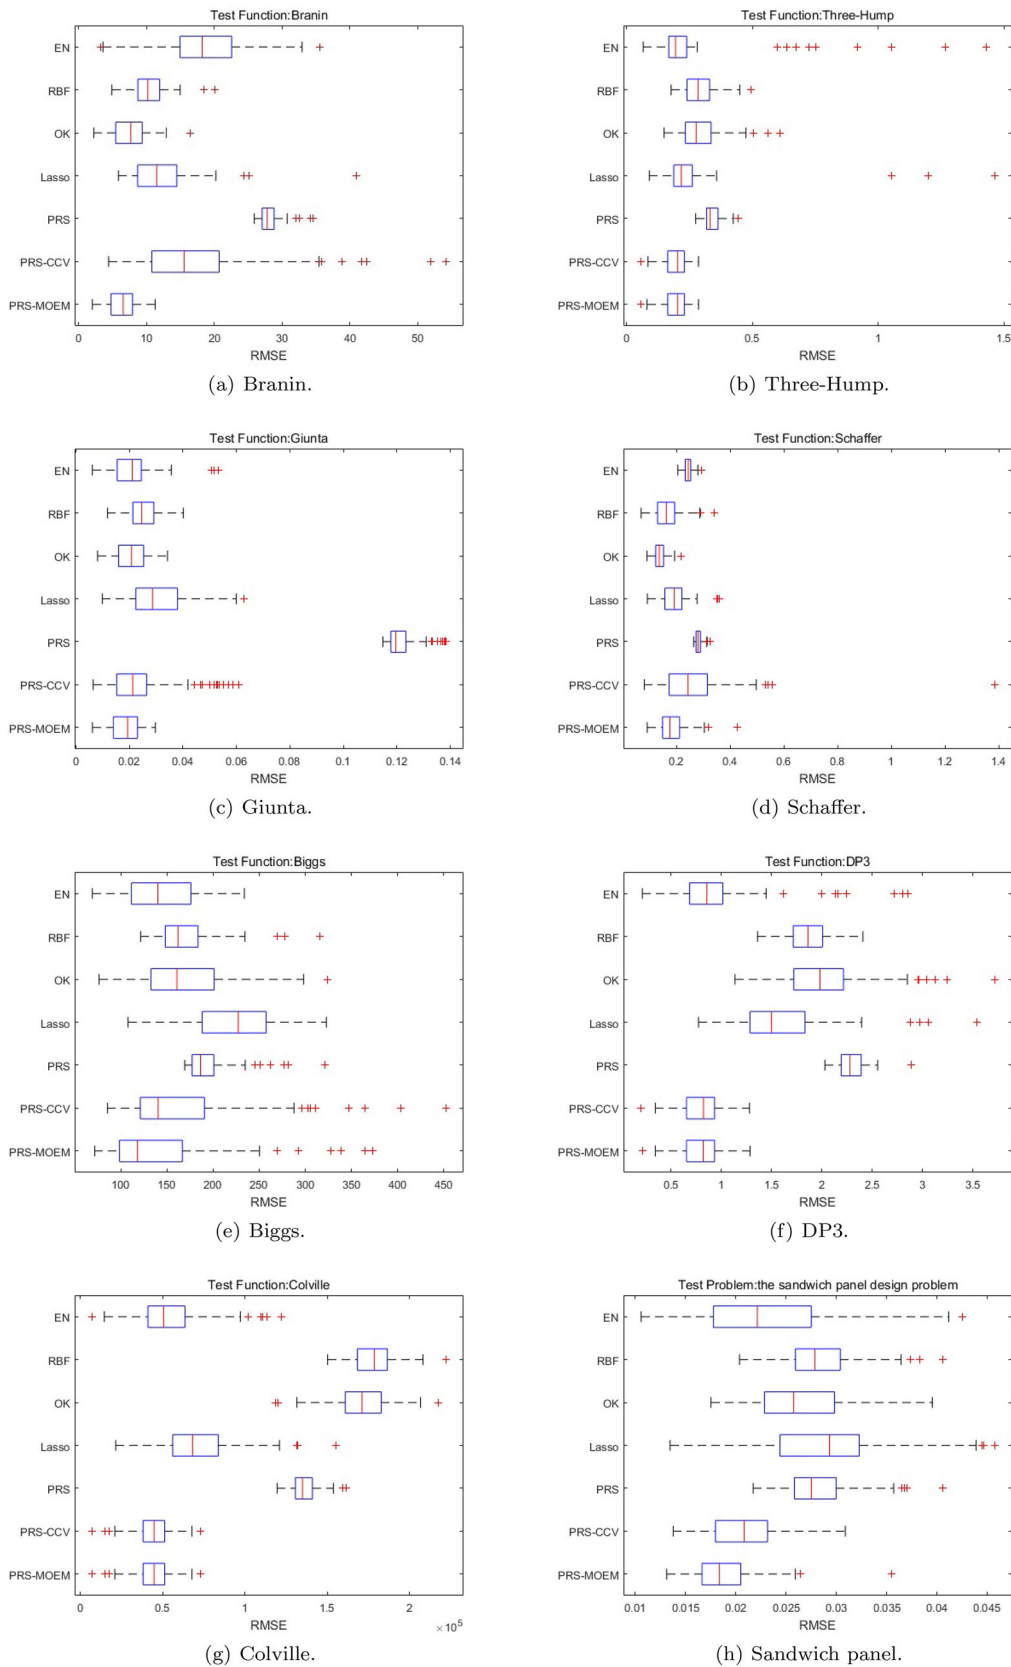 Test Function:Branin
EN
RBF
OK
Lasso
PRS
PRS-CCV
PRS-MOEM
0 10 20 30 40 50
RMSE
(a) Branin.
Test Function:Three-Hump
EN
RBF
OK
Lasso
PRS
PRS-CCV
PRS-MOEM
0 0.5 1 1.5
RMSE
(b) Three-Hump.
Test Function:Giunta
EN
RBF
OK
Lasso
PRS
PRS-CCV
PRS-MOEM
0 0.02 0.04 0.06 0.08 0.1 0.12 0.14
RMSE
(c) Giunta.
Test Function:Schaffer
EN
RBF
OK
Lasso
PRS
PRS-CCV
PRS-MOEM
0.2 0.4 0.6 0.8 1 1.2 1.4
RMSE
(d) Schaffer.
Test Function:Biggs
EN
RBF
OK
Lasso
PRS
PRS-CCV
PRS-MOEM
100 150 200 250 300 350 400 450
RMSE
(e) Biggs.
Test Function:DP3
EN
RBF
OK
Lasso
PRS
PRS-CCV
PRS-MOEM
0.5 1 1.5 2 2.5 3 3.5
RMSE
(f) DP3.
Test Function:Colville
EN
RBF
OK
Lasso
PRS
PRS-CCV
PRS-MOEM
0 0.5 1 1.5 2
RMSE
×10⁵
(g) Colville.
Test Problem:the sandwich panel design problem
EN
RBF
OK
Lasso
PRS
PRS-CCV
PRS-MOEM
0.01 0.015 0.02 0.025 0.03 0.035 0.04 0.045
RMSE
(h) Sandwich panel.